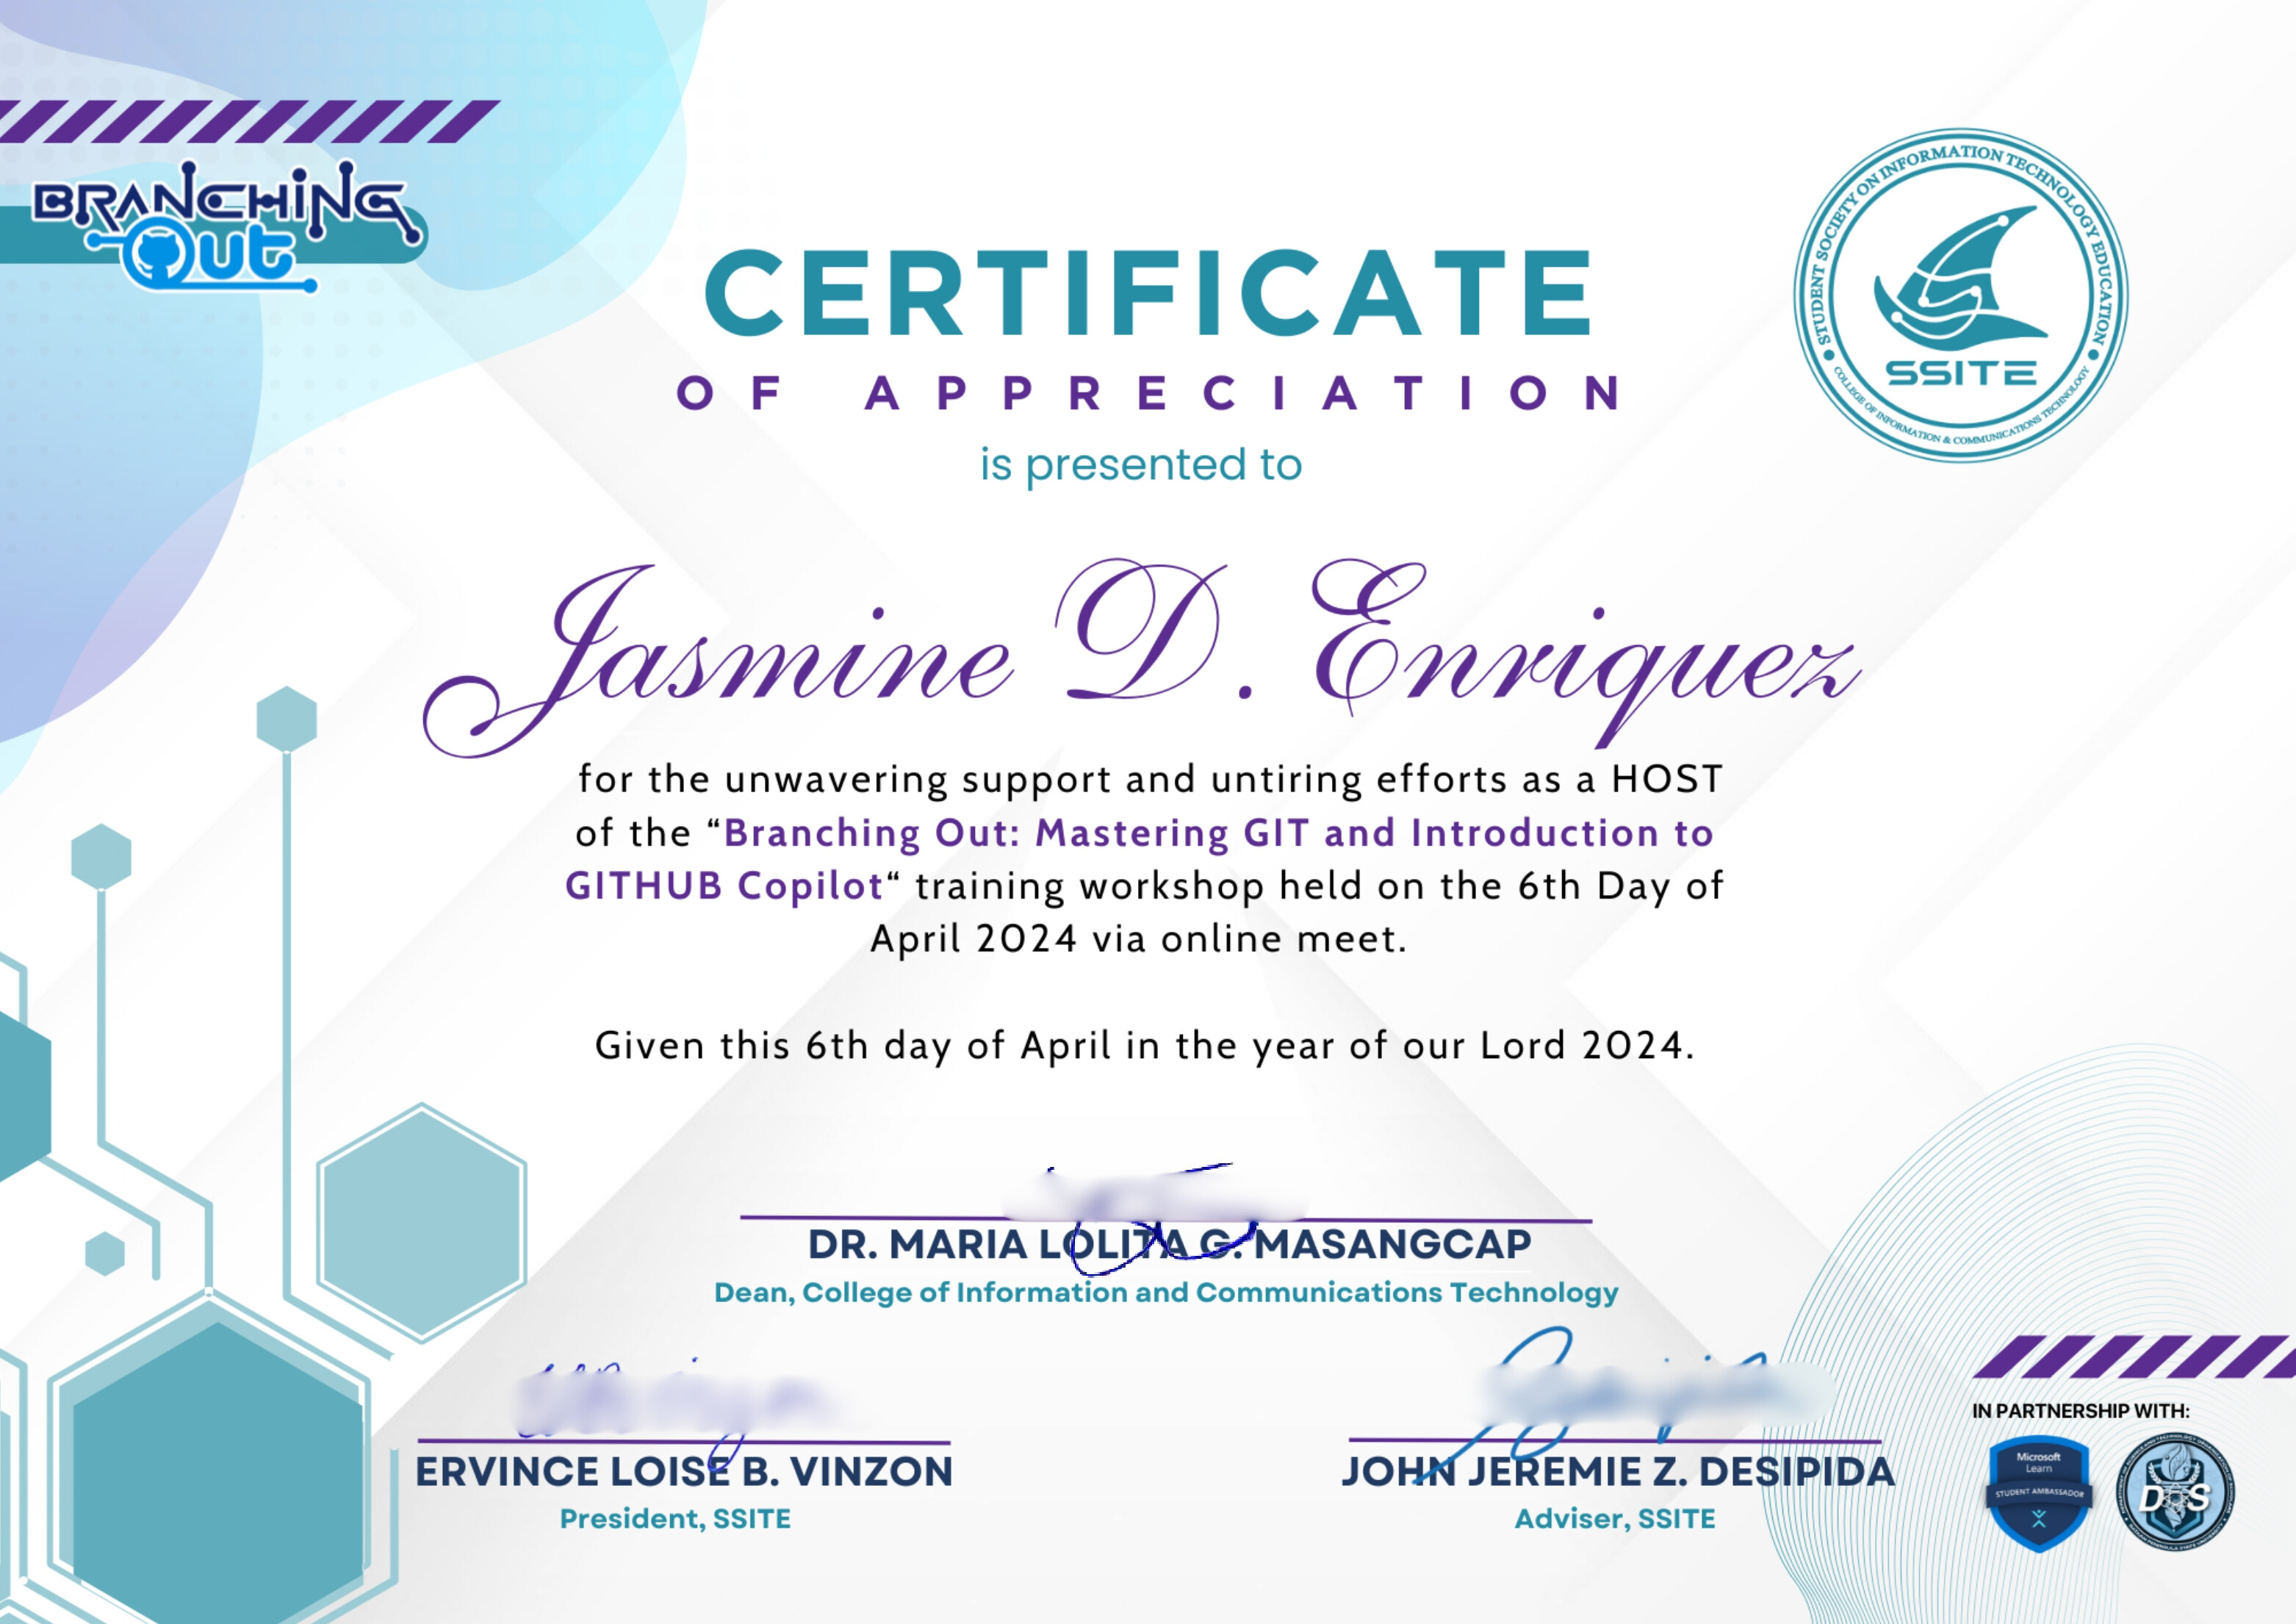 BRANCHING
Out
STUDENT SOCIETY ON INFORMATION TECHNOLOGY EDUCATION
SSITE
COLLEGE OF INFORMATION & COMMUNICATIONS TECHNOLOGY
CERTIFICATE
OF APPRECIATION
is presented to
Jasmine D. Enriquez
for the unwavering support and untiring efforts as a HOST
of the “Branching Out: Mastering GIT and Introduction to
GITHUB Copilot“ training workshop held on the 6th Day of
April 2024 via online meet.
Given this 6th day of April in the year of our Lord 2024.
DR. MARIA LOLITA G. MASANGCAP
Dean, College of Information and Communications Technology
ERVINCE LOISE B. VINZON
President, SSITE
JOHN JEREMIE Z. DESIPIDA
Adviser, SSITE
IN PARTNERSHIP WITH:
Microsoft
Learn
STUDENT AMBASSADOR